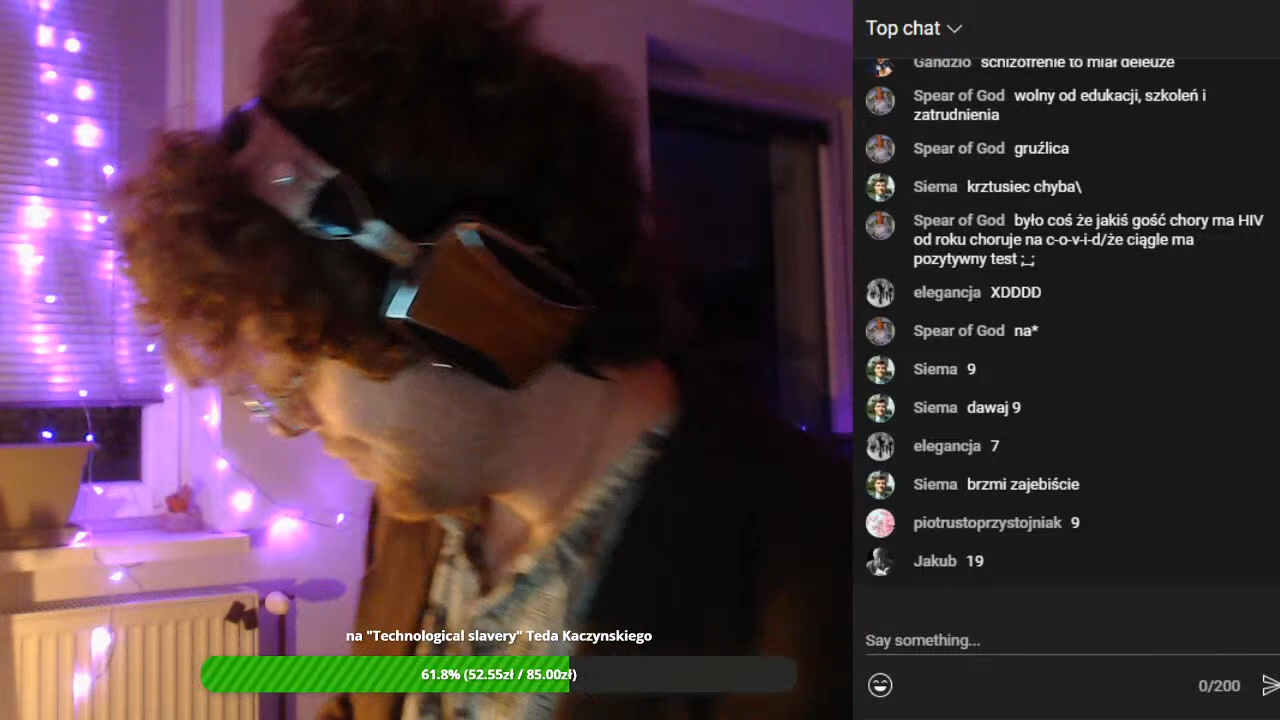 Top chat
Gandzio schizofrenie to miał deleuze
Spear of God wolny od edukacji, szkoleń i
zatrudnienia
Spear of God gruźlica
Siema krztusiec chyba\
Spear of God było coś że jakiś gość chory ma HIV
od roku choruje na c-o-v-i-d/że ciągle ma
pozytywny test ;_;
elegancja XDDDD
Spear of God na*
Siema 9
Siema dawaj 9
elegancja 7
Siema brzmi zajebiście
piotrustoprzystojniak 9
Jakub 19
Say something...
0/200
na "Technological slavery" Teda Kaczynskiego
61.8% (52.55zł / 85.00zł)